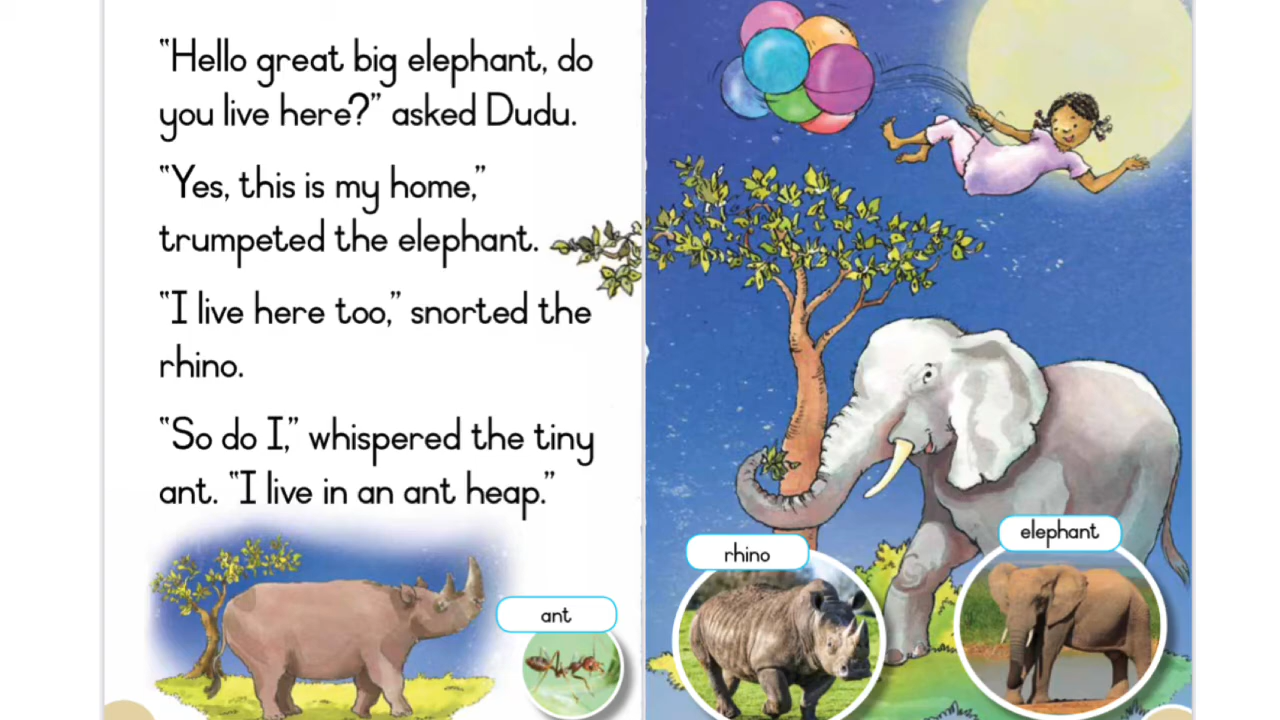 “Hello great big elephant, do
you live here?” asked Dudu.
“Yes, this is my home,”
trumpeted the elephant.
“I live here too,” snorted the
rhino.
“So do I,” whispered the tiny
ant. “I live in an ant heap.”
ant
rhino
elephant